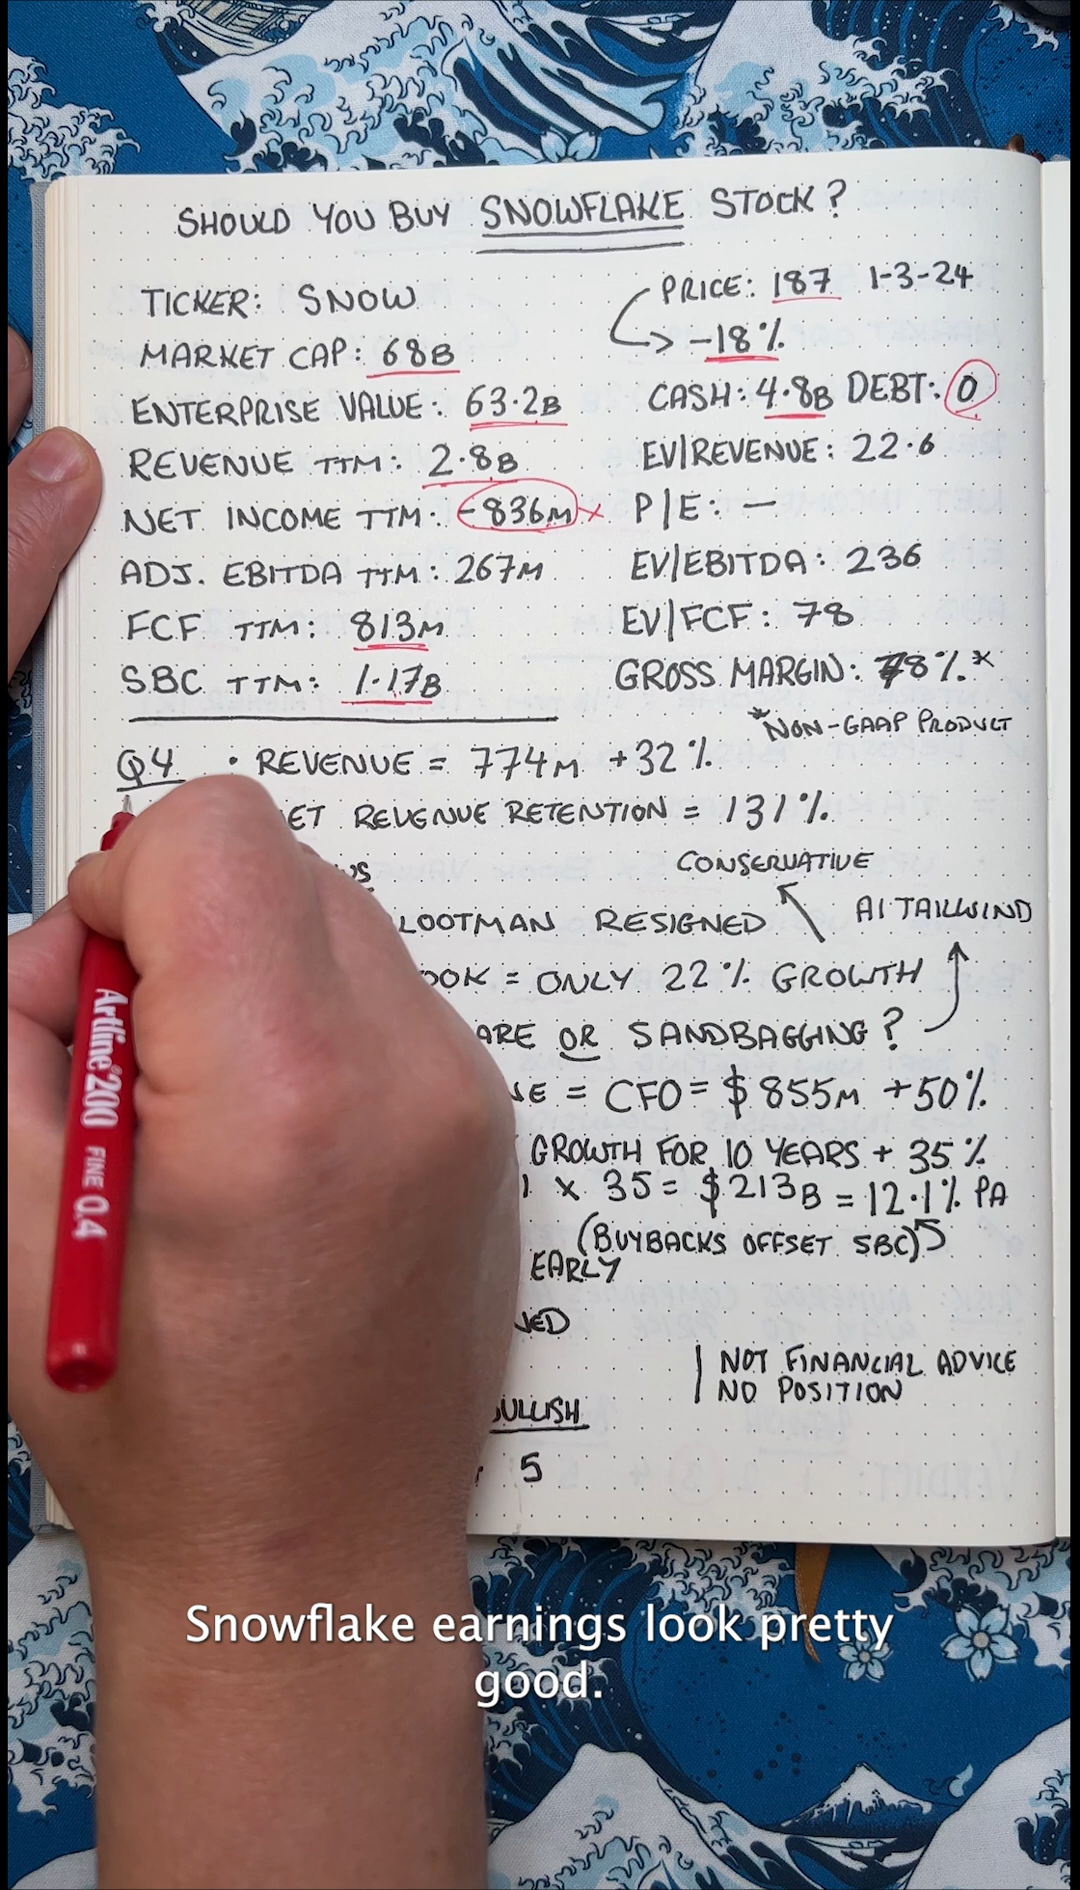 SHOULD YOU BUY SNOWFLAKE STOCK?
TICKER: SNOW
PRICE: 187 1-3-24
→ -18%
MARKET CAP: 68B
ENTERPRISE VALUE: 63.2B
CASH: 4.8B DEBT: 0
REVENUE TTM: 2.8B
EV/REVENUE: 22.6
NET INCOME TTM: -836M x
P/E: —
ADJ. EBITDA TTM: 267M
EV/EBITDA: 236
FCF TTM: 813M
EV/FCF: 78
SBC TTM: 1.17B
GROSS MARGIN: 78%*
*NON-GAAP PRODUCT
Q4 • REVENUE = 774M +32%
ET REVENUE RETENTION = 131%
WS
CONSERVATIVE
LOOTMAN RESIGNED
AI TAILWIND
OOK = ONLY 22% GROWTH
ARE OR SANDBAGGING?
NE = CFO = $855M +50%
GROWTH FOR 10 YEARS + 35%
1 x 35 = $213B = 12.1% PA
(BUYBACKS OFFSET SBC)
EARLY
NED
NOT FINANCIAL ADVICE
NO POSITION
ULLISH
5
Artline 200 FINE 0.4
Snowflake earnings look pretty
good.